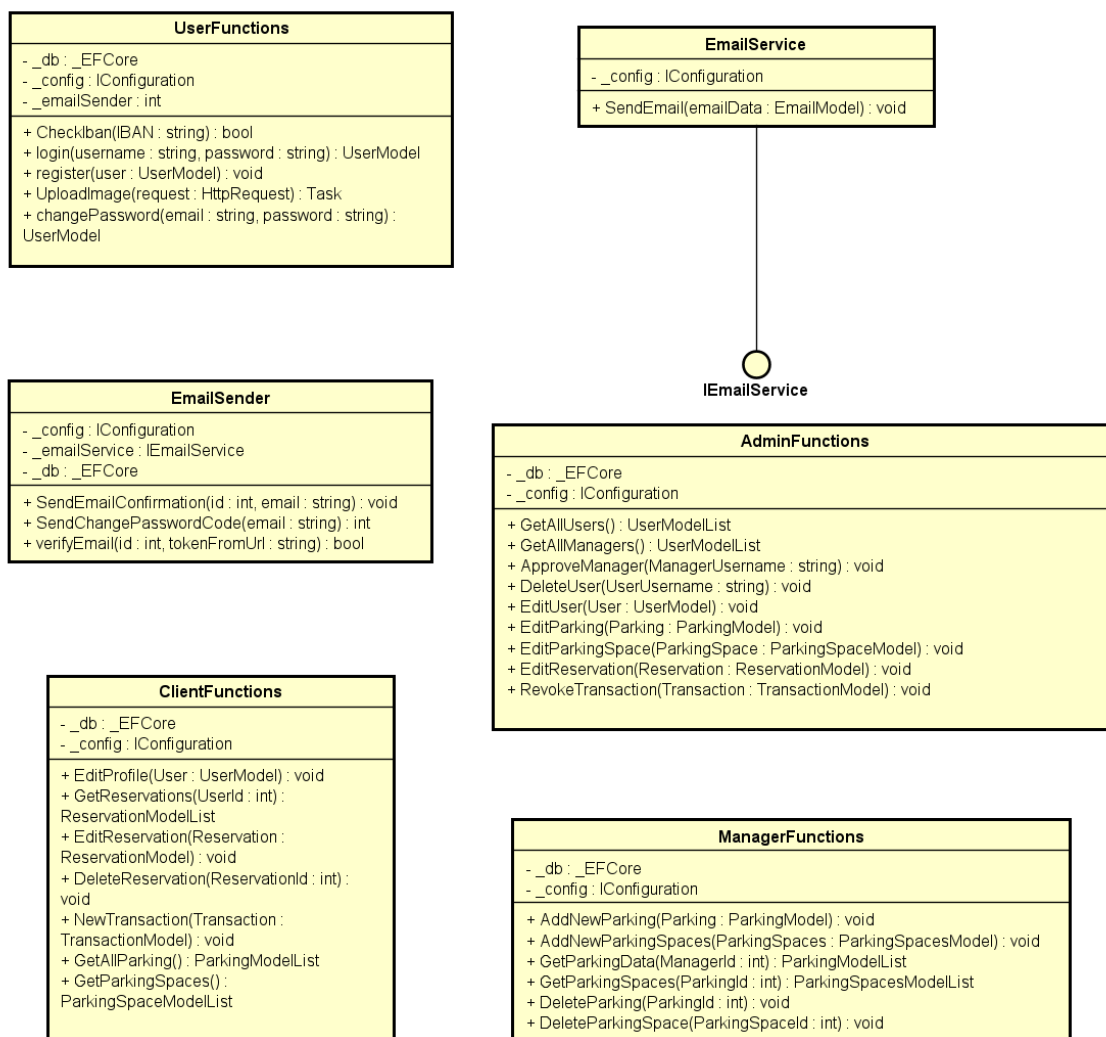 UserFunctions
- _db : _EFCore
- _config : IConfiguration
- _emailSender : int
+ CheckIban(IBAN : string) : bool
+ login(username : string, password : string) : UserModel
+ register(user : UserModel) : void
+ UploadImage(request : HttpRequest) : Task
+ changePassword(email : string, password : string) :
UserModel
EmailService
- _config : IConfiguration
+ SendEmail(emailData : EmailModel) : void
IEmailService
EmailSender
- _config : IConfiguration
- _emailService : IEmailService
- _db : _EFCore
+ SendEmailConfirmation(id : int, email : string) : void
+ SendChangePasswordCode(email : string) : int
+ verifyEmail(id : int, tokenFromUrl : string) : bool
AdminFunctions
- _db : _EFCore
- _config : IConfiguration
+ GetAllUsers() : UserModelList
+ GetAllManagers() : UserModelList
+ ApproveManager(ManagerUsername : string) : void
+ DeleteUser(UserUsername : string) : void
+ EditUser(User : UserModel) : void
+ EditParking(Parking : ParkingModel) : void
+ EditParkingSpace(ParkingSpace : ParkingSpaceModel) : void
+ EditReservation(Reservation : ReservationModel) : void
+ RevokeTransaction(Transaction : TransactionModel) : void
ClientFunctions
- _db : _EFCore
- _config : IConfiguration
+ EditProfile(User : UserModel) : void
+ GetReservations(UserId : int) :
ReservationModelList
+ EditReservation(Reservation :
ReservationModel) : void
+ DeleteReservation(ReservationId : int) :
void
+ NewTransaction(Transaction :
TransactionModel) : void
+ GetAllParking() : ParkingModelList
+ GetParkingSpaces() :
ParkingSpaceModelList
ManagerFunctions
- _db : _EFCore
- _config : IConfiguration
+ AddNewParking(Parking : ParkingModel) : void
+ AddNewParkingSpaces(ParkingSpaces : ParkingSpacesModel) : void
+ GetParkingData(ManagerId : int) : ParkingModelList
+ GetParkingSpaces(ParkingId : int) : ParkingSpacesModelList
+ DeleteParking(ParkingId : int) : void
+ DeleteParkingSpace(ParkingSpaceId : int) : void